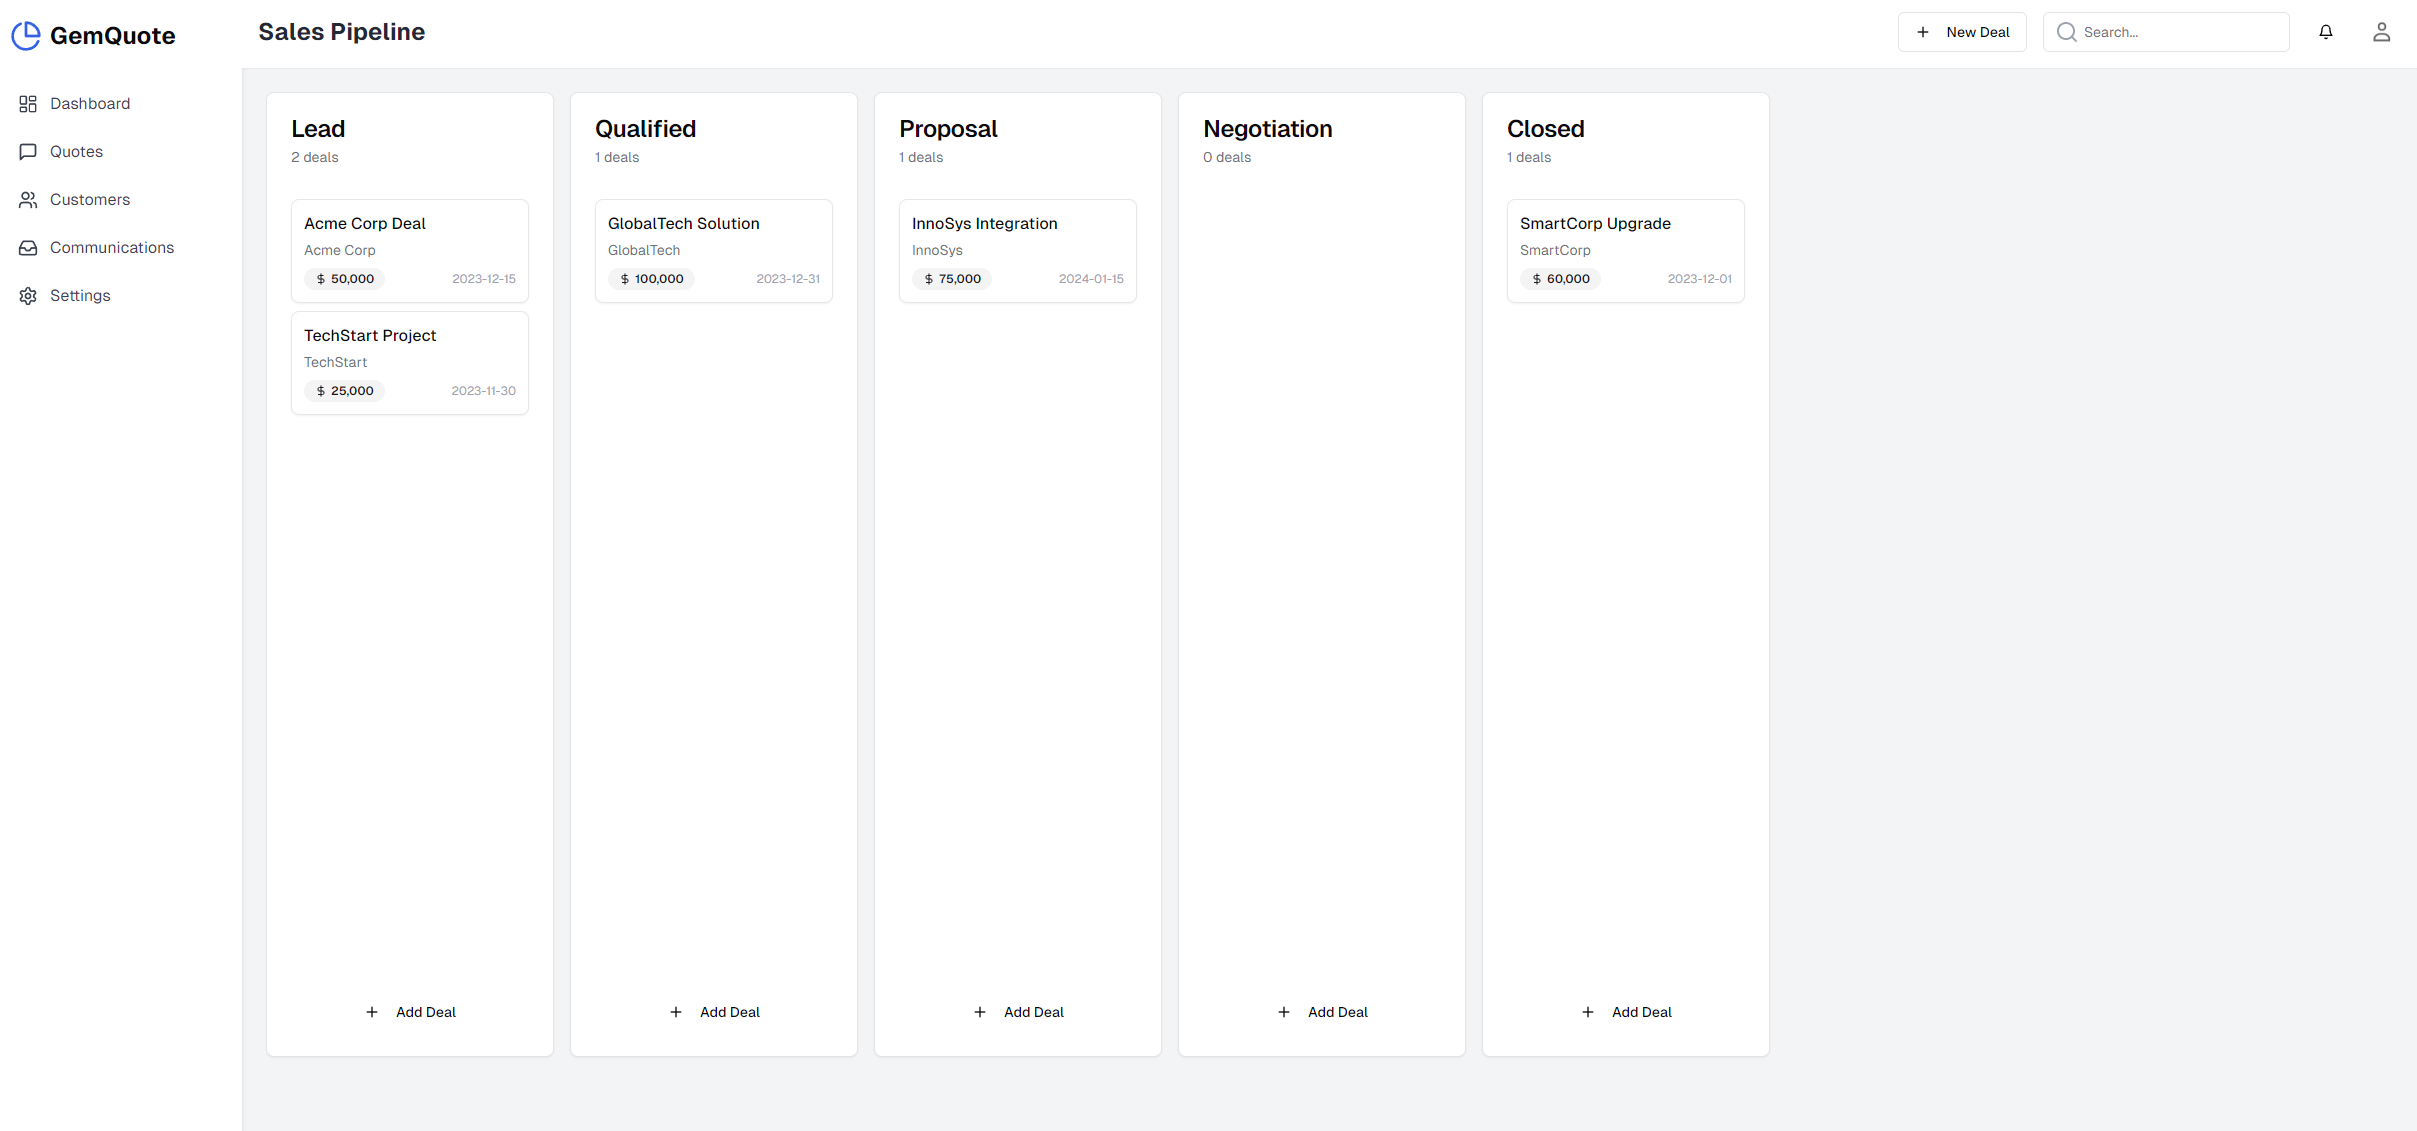 GemQuote
Dashboard
Quotes
Customers
Communications
Settings
Sales Pipeline
New Deal
Search...
Lead
2 deals
Acme Corp Deal
Acme Corp
$ 50,000 2023-12-15
TechStart Project
TechStart
$ 25,000 2023-11-30
Add Deal
Qualified
1 deals
GlobalTech Solution
GlobalTech
$ 100,000 2023-12-31
Add Deal
Proposal
1 deals
InnoSys Integration
InnoSys
$ 75,000 2024-01-15
Add Deal
Negotiation
0 deals
Add Deal
Closed
1 deals
SmartCorp Upgrade
SmartCorp
$ 60,000 2023-12-01
Add Deal